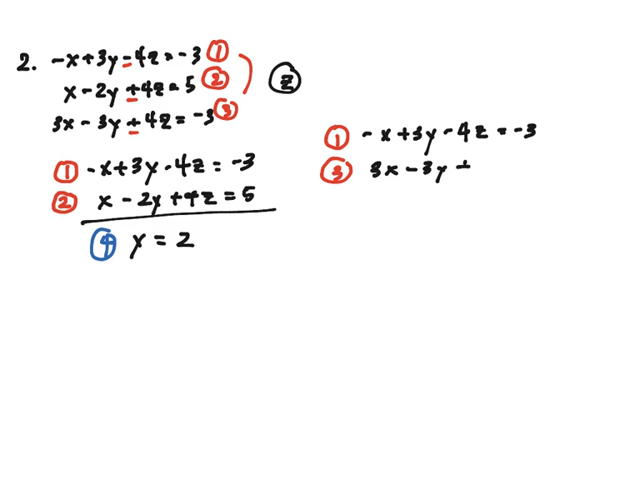 2. -x+3y-4z=-3 ①
x-2y+4z=5 ②
3x-3y+4z=-3 ③
Z
① -x+3y-4z=-3
② x-2y+4z=5
④ y=2
① -x+3y-4z=-3
③ 3x-3y+